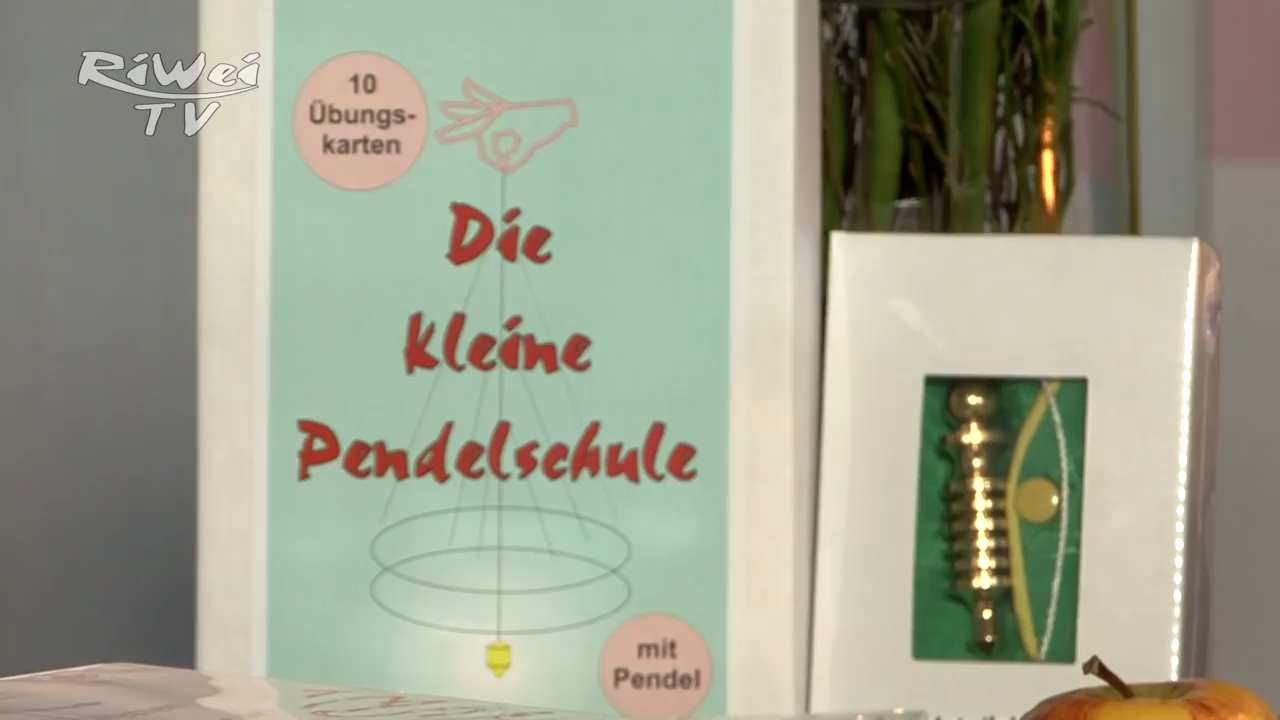 RiWei
TV
10
Übungs-
karten
Die
kleine
Pendelschule
mit
Pendel